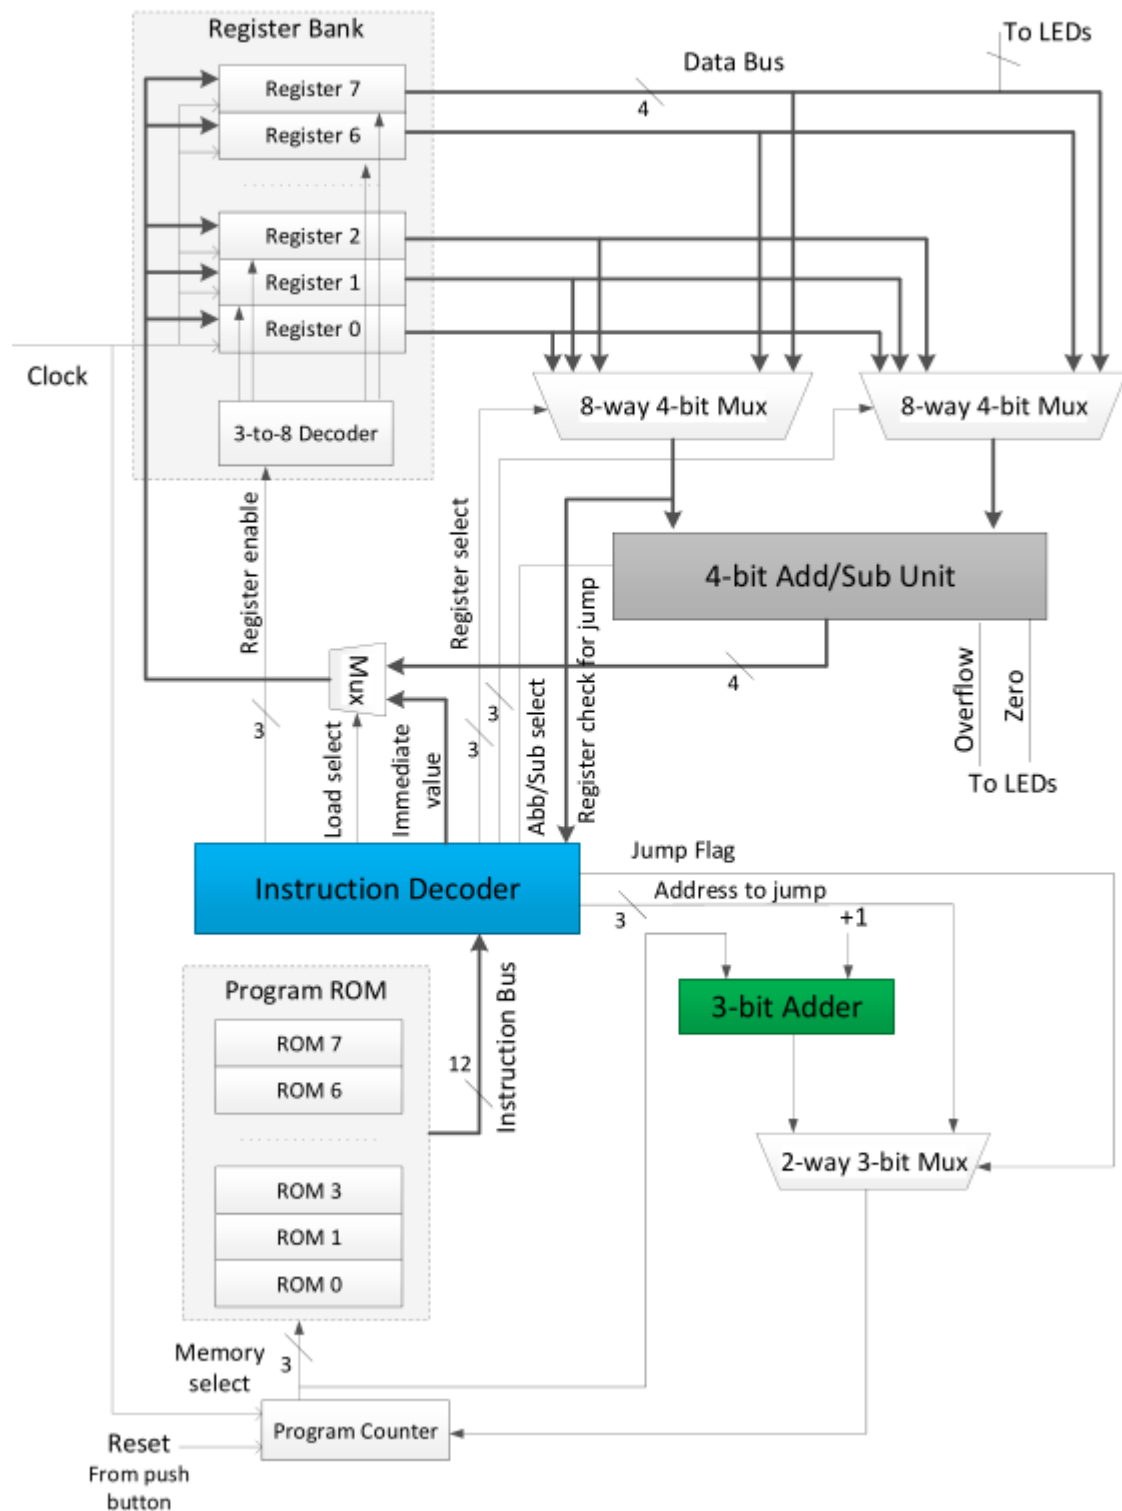 Register Bank
To LEDs
Data Bus
Register 7
4
Register 6
Register 2
Register 1
Register 0
Clock
8-way 4-bit Mux
8-way 4-bit Mux
3-to-8 Decoder
Register enable
Register select
4-bit Add/Sub Unit
Register check for jump
Mux
4
3
3
3
Overflow
Zero
Load select
Immediate
value
Abb/Sub select
To LEDs
Jump Flag
Instruction Decoder
Address to jump
3
+1
Program ROM
3-bit Adder
Instruction Bus
ROM 7
12
ROM 6
2-way 3-bit Mux
ROM 3
ROM 1
ROM 0
Memory
select
3
Program Counter
Reset
From push
button